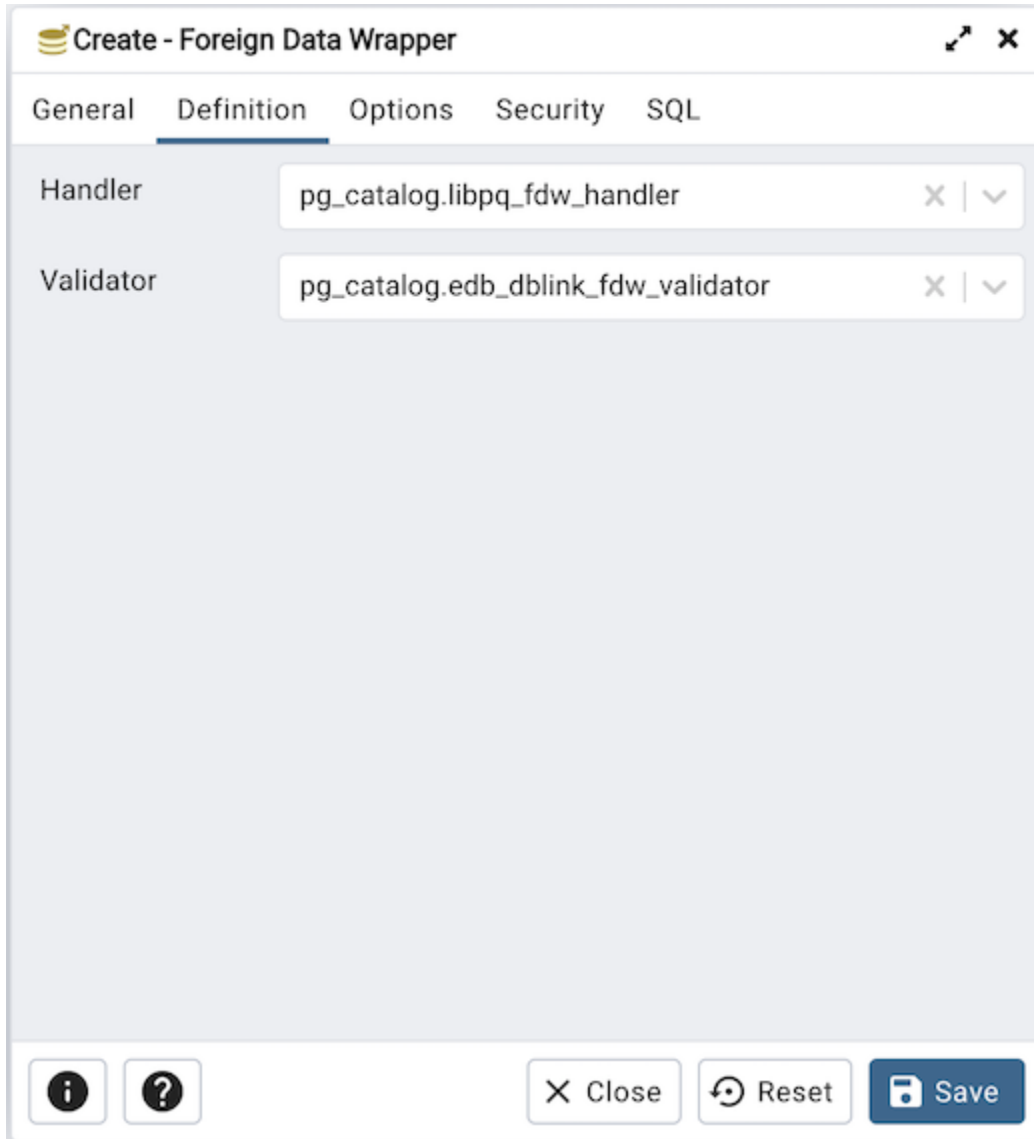 Create - Foreign Data Wrapper
General Definition Options Security SQL
Handler pg_catalog.libpq_fdw_handler
Validator pg_catalog.edb_dblink_fdw_validator
Close Reset Save